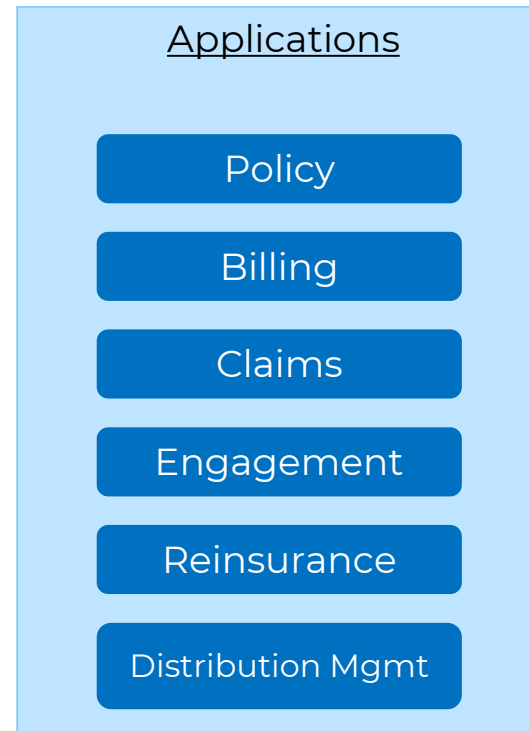 Applications
Policy
Billing
Claims
Engagement
Reinsurance
Distribution Mgmt